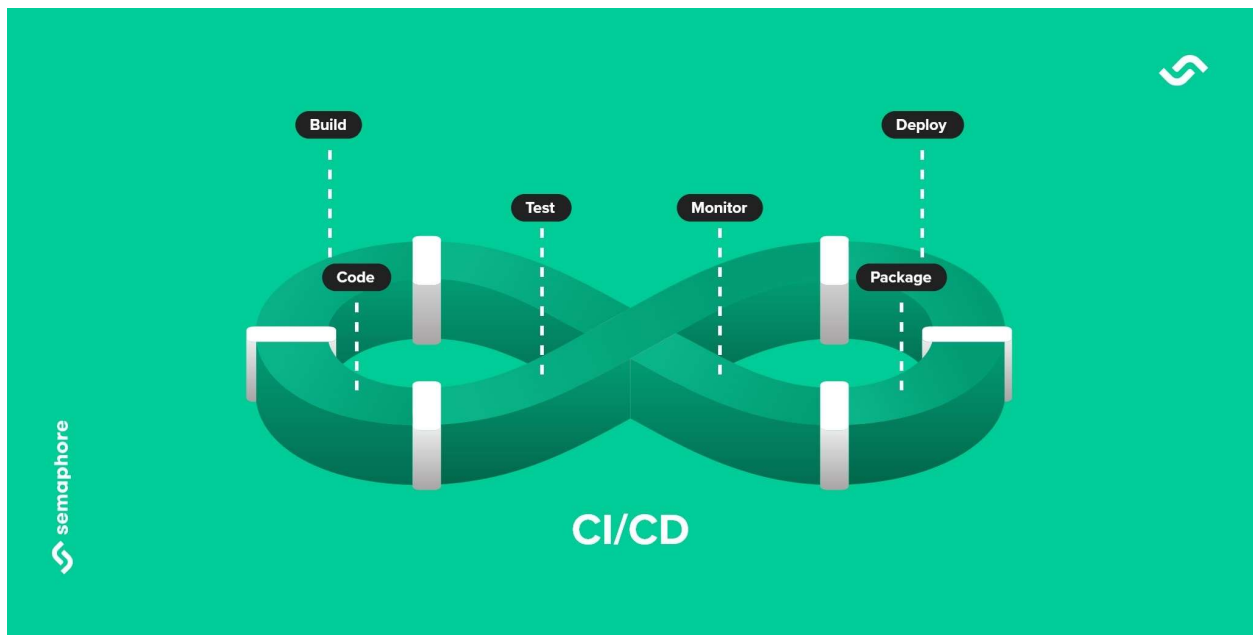 Build
Deploy
Test
Monitor
Code
Package
semaphore
CI/CD